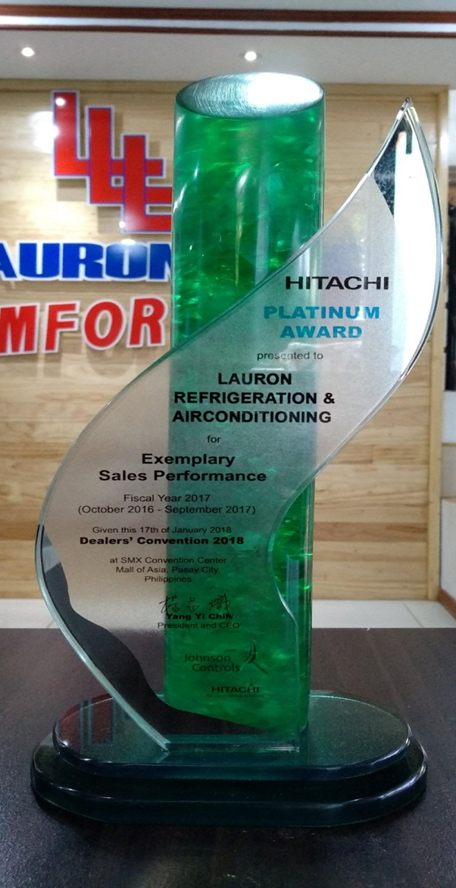 LAURON
MFOR
HITACHI
PLATINUM
AWARD
presented to
LAURON
REFRIGERATION &
AIRCONDITIONING
for
Exemplary
Sales Performance
Fiscal Year 2017
(October 2016 - September 2017)
Given this 17th of January 2018
Dealers' Convention 2018
at SMX Convention Center
Mall of Asia, Pasay City,
Philippines
Yang Yi Chih
President and CEO
Johnson
Controls
HITACHI